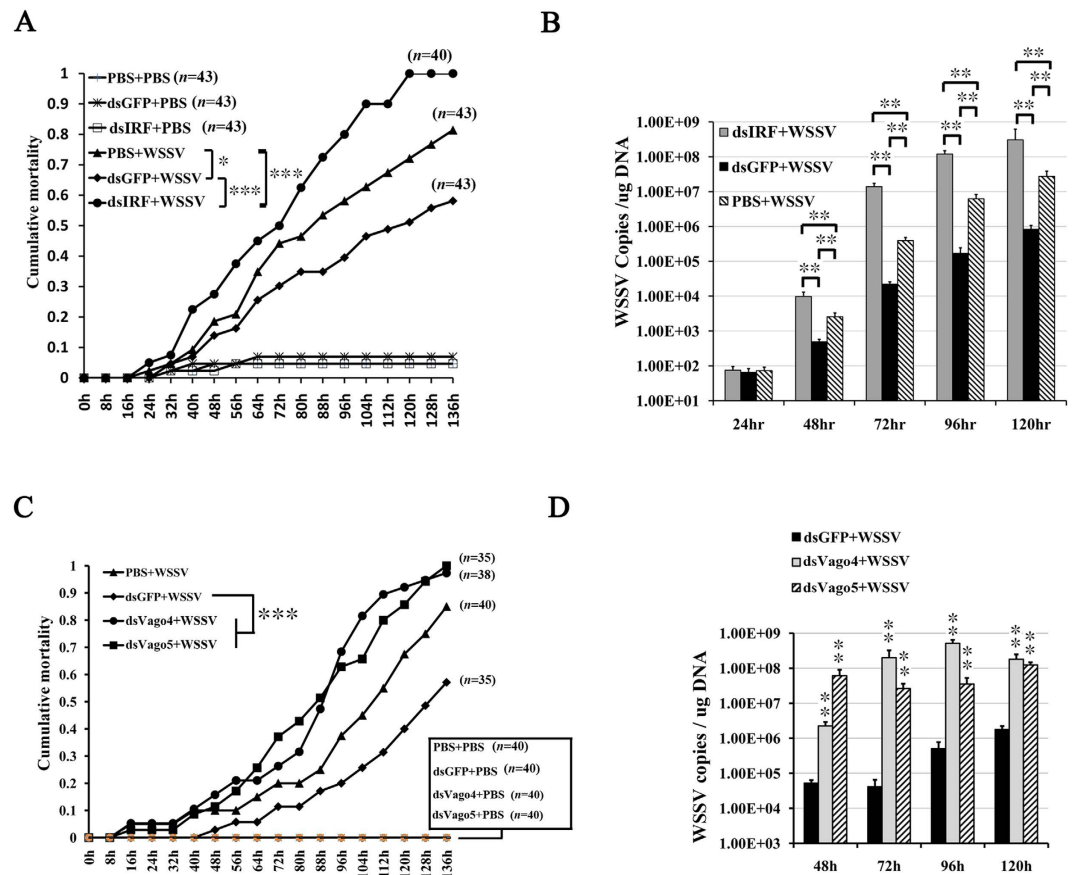 A
(n=40)
PBS+PBS (n=43)
dsGFP+PBS (n=43)
dsIRF+PBS (n=43)
PBS+WSSV
dsGFP+WSSV
dsIRF+WSSV
*
***
***
(n=43)
(n=43)
Cumulative mortality
1
0.9
0.8
0.7
0.6
0.5
0.4
0.3
0.2
0.1
0
0h 8h 16h 24h 32h 40h 48h 56h 64h 72h 80h 88h 96h 104h 112h 120h 128h 136h
B
dsIRF+WSSV
dsGFP+WSSV
PBS+WSSV
** ** **
** ** **
** ** **
** ** **
WSSV Copies /ug DNA
1.00E+09
1.00E+08
1.00E+07
1.00E+06
1.00E+05
1.00E+04
1.00E+03
1.00E+02
1.00E+01
24hr 48hr 72hr 96hr 120hr
C
PBS+WSSV
dsGFP+WSSV
dsVago4+WSSV
dsVago5+WSSV
***
(n=35)
(n=38)
(n=40)
(n=35)
PBS+PBS (n=40)
dsGFP+PBS (n=40)
dsVago4+PBS (n=40)
dsVago5+PBS (n=40)
Cumulative mortality
1
0.9
0.8
0.7
0.6
0.5
0.4
0.3
0.2
0.1
0
0h 8h 16h 24h 32h 40h 48h 56h 64h 72h 80h 88h 96h 104h 112h 120h 128h 136h
D
dsGFP+WSSV
dsVago4+WSSV
dsVago5+WSSV
** ** ** ** ** ** ** **
WSSV copies / ug DNA
1.00E+09
1.00E+08
1.00E+07
1.00E+06
1.00E+05
1.00E+04
1.00E+03
48h 72h 96h 120h